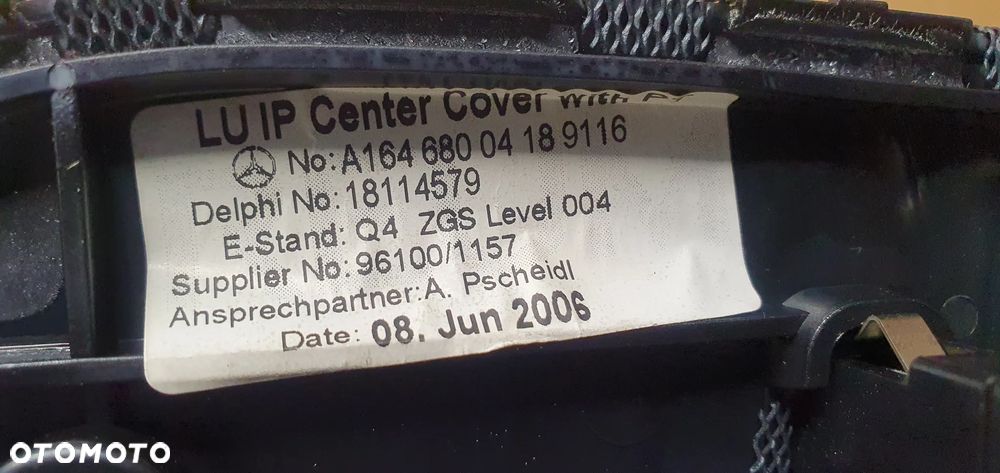 LU IP Center Cover with
No: A164 680 04 18 9116
Delphi No: 18114579
E-Stand: Q4 ZGS Level 004
Supplier No: 96100/1157
Ansprechpartner: A. Pscheidl
Date: 08. Jun 2006
OTOMOTO